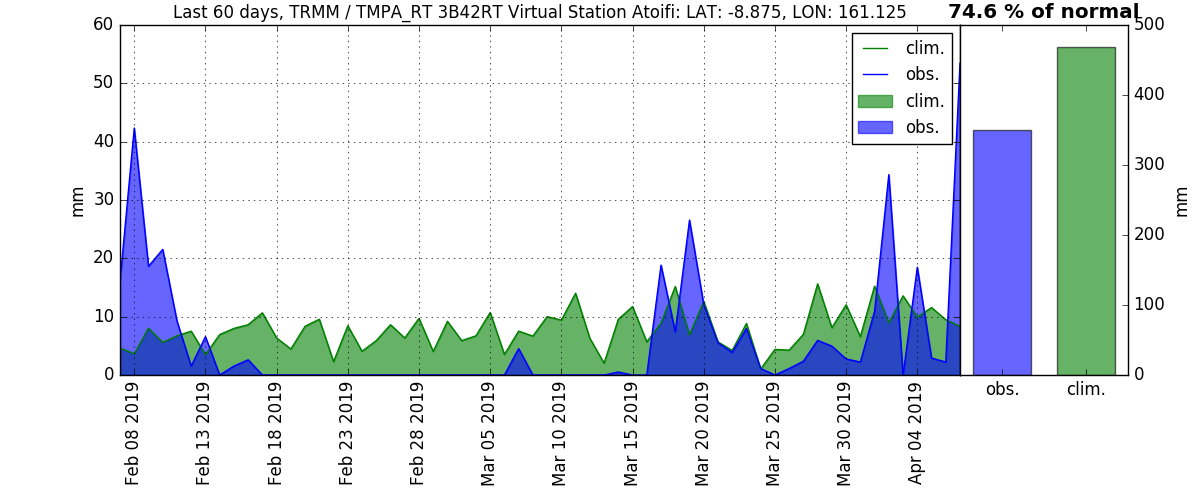 Last 60 days, TRMM / TMPA_RT 3B42RT Virtual Station Atoifi: LAT: -8.875, LON: 161.125
74.6 % of normal
60
50
40
30
20
10
0
mm
clim.
obs.
clim.
obs.
500
400
300
200
100
0
mm
obs.
clim.
Feb 08 2019
Feb 13 2019
Feb 18 2019
Feb 23 2019
Feb 28 2019
Mar 05 2019
Mar 10 2019
Mar 15 2019
Mar 20 2019
Mar 25 2019
Mar 30 2019
Apr 04 2019